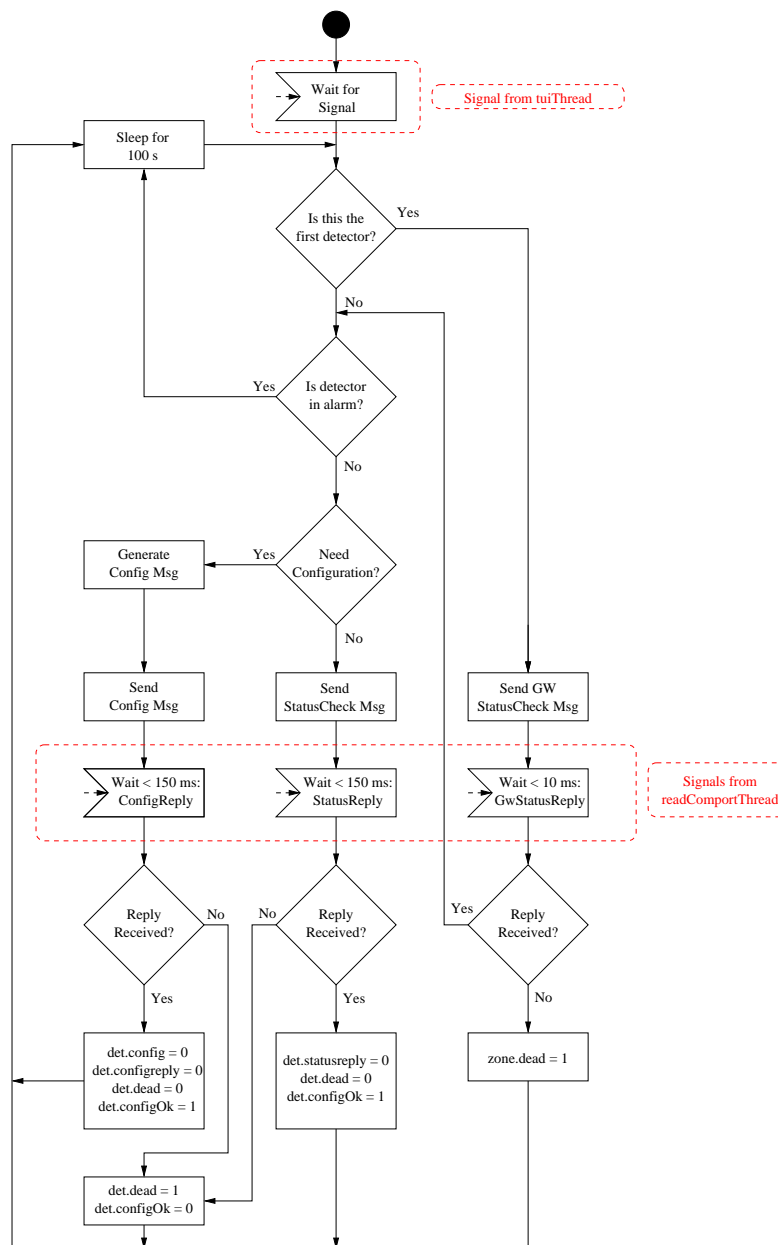 Wait for
Signal
Signal from tuiThread
Sleep for
100 s
Is this the
first detector?
Yes
No
Is detector
in alarm?
Yes
No
Need
Configuration?
Yes
No
Generate
Config Msg
Send
Config Msg
Send
StatusCheck Msg
Send GW
StatusCheck Msg
Wait < 150 ms:
ConfigReply
Wait < 150 ms:
StatusReply
Wait < 10 ms:
GwStatusReply
Signals from
readComportThread
Reply
Received?
No
Yes
No
Reply
Received?
Yes
Yes
Reply
Received?
No
det.config = 0
det.configreply = 0
det.dead = 0
det.configOk = 1
det.statusreply = 0
det.dead = 0
det.configOk = 1
zone.dead = 1
det.dead = 1
det.configOk = 0